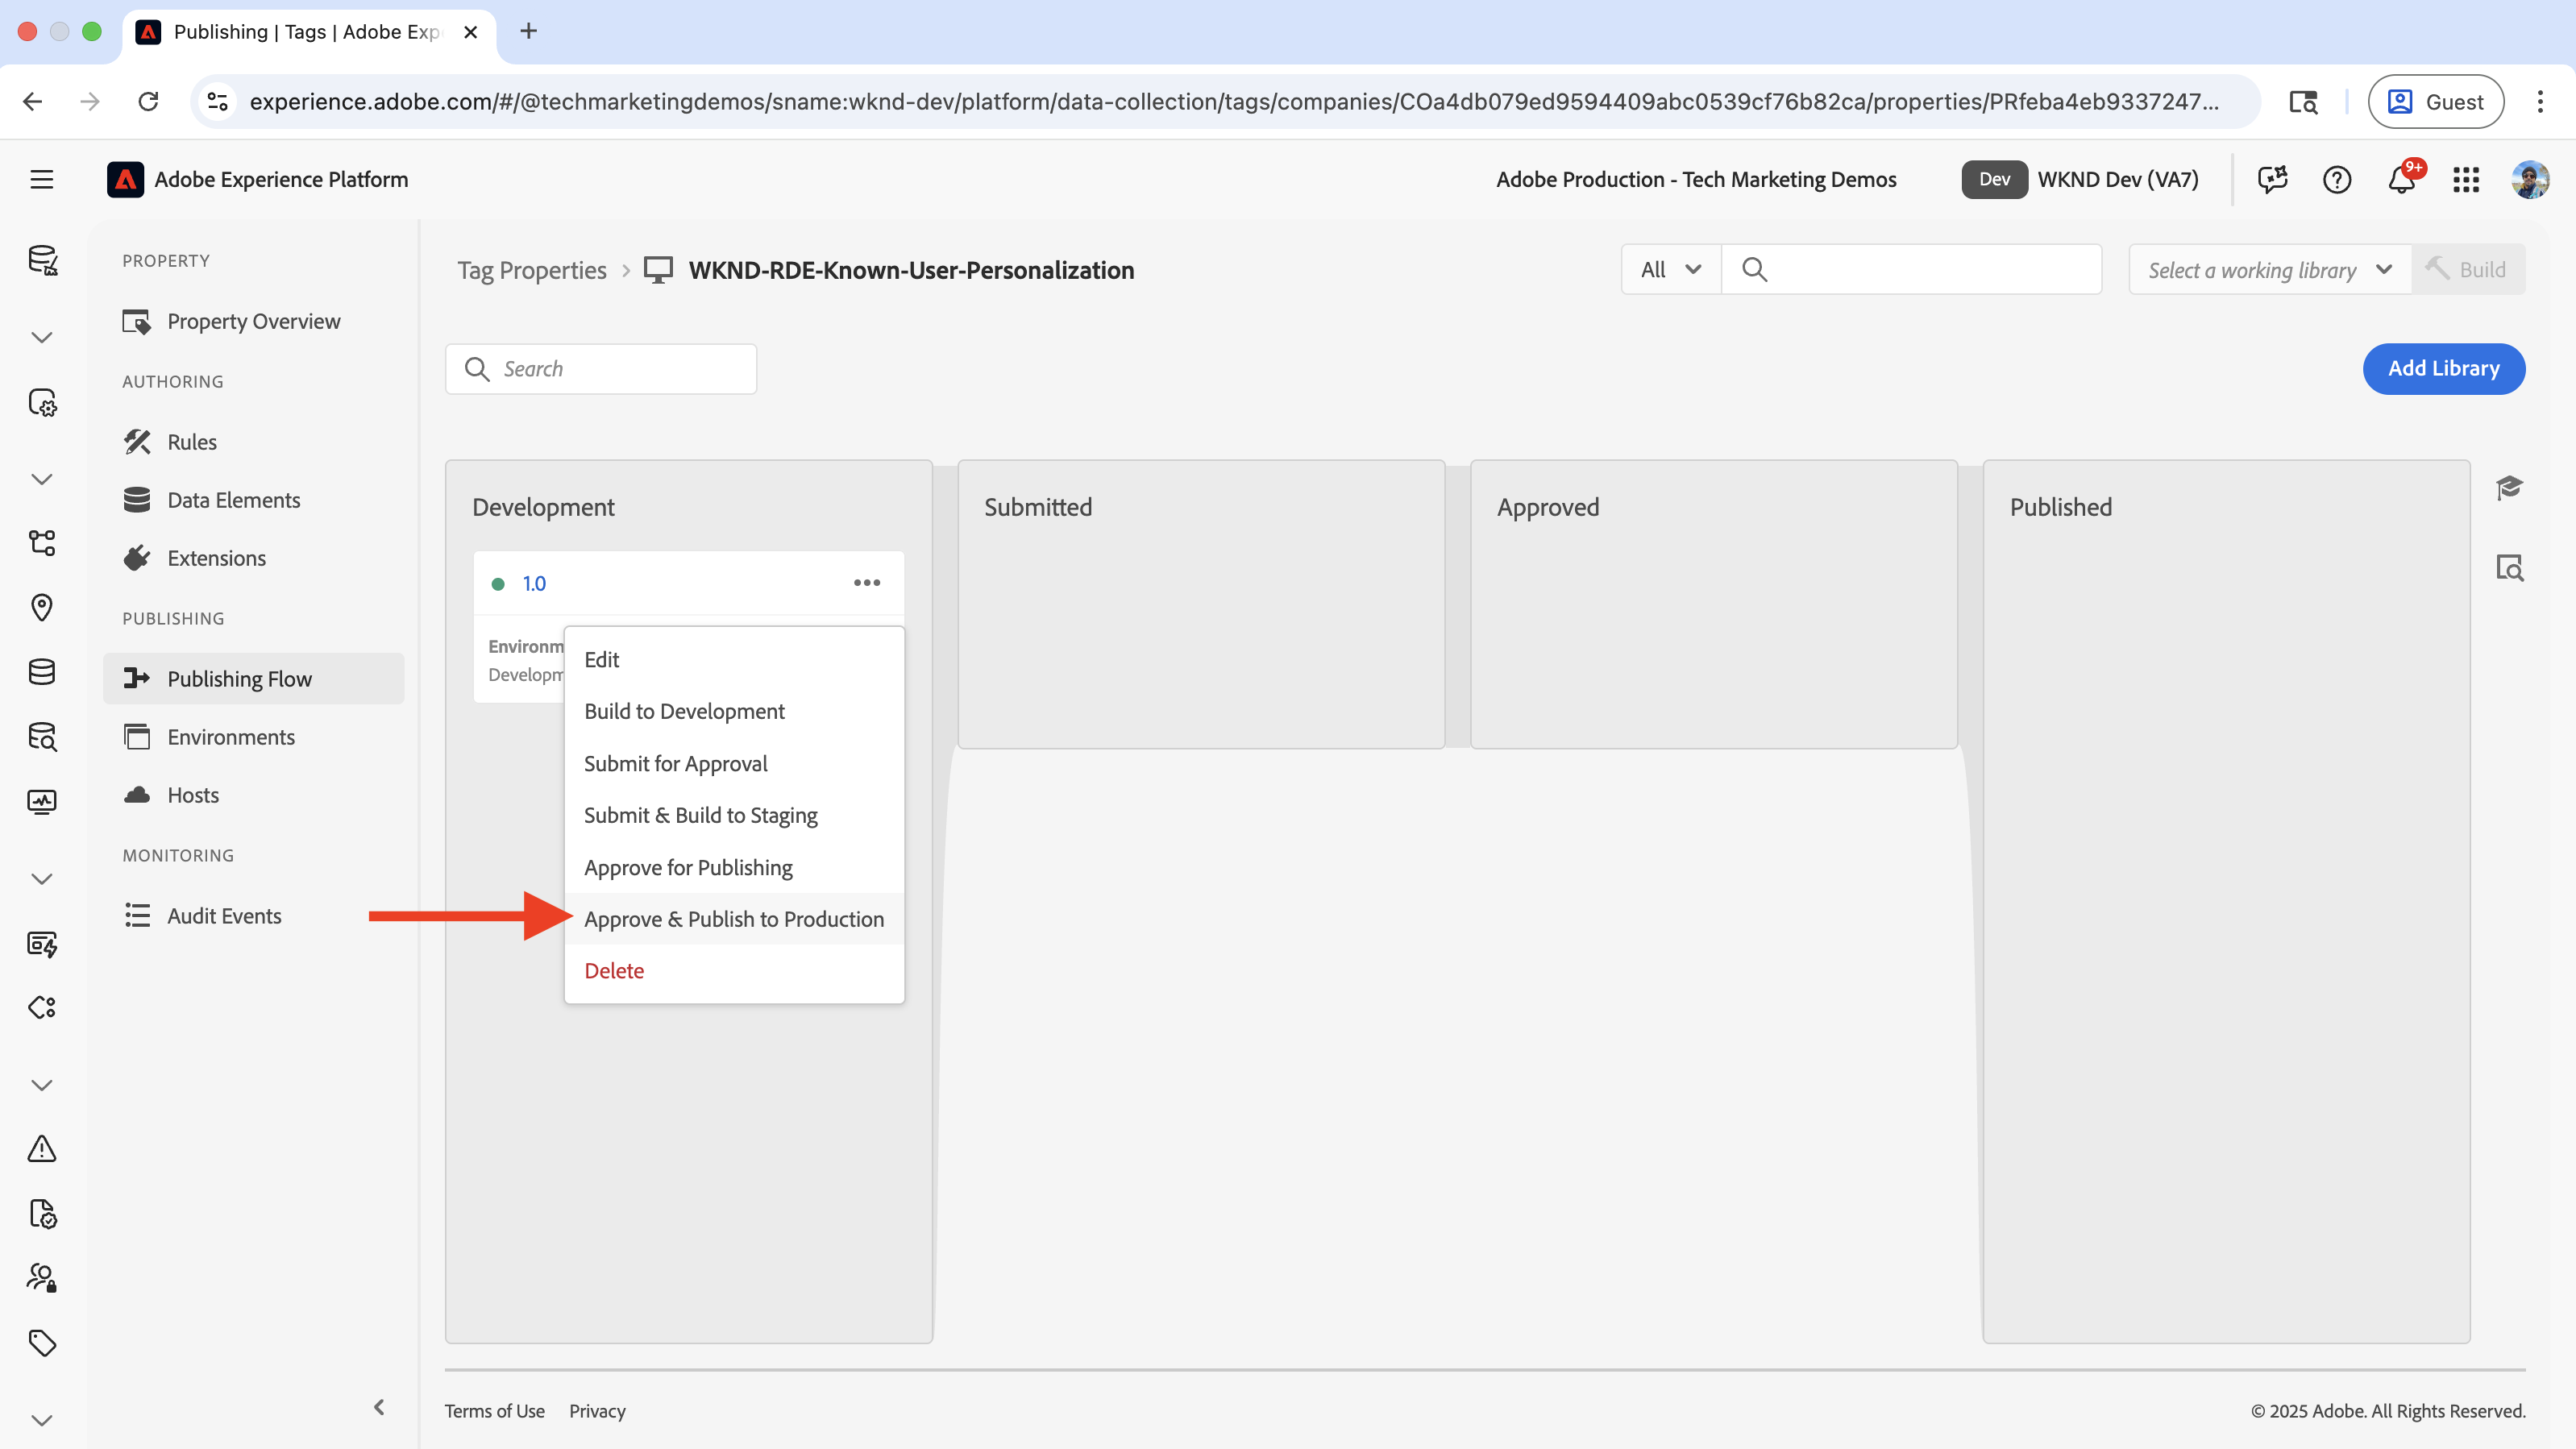 Publishing | Tags | Adobe Exp
experience.adobe.com/#/@techmarketingdemos/sname:wknd-dev/platform/data-collection/tags/companies/COa4db079ed9594409abc0539cf76b82ca/properties/PRfeba4eb9337247...
Guest
Adobe Experience Platform
Adobe Production - Tech Marketing Demos
Dev
WKND Dev (VA7)
9+
PROPERTY
Property Overview
AUTHORING
Rules
Data Elements
Extensions
PUBLISHING
Publishing Flow
Environments
Hosts
MONITORING
Audit Events
Tag Properties
WKND-RDE-Known-User-Personalization
All
Select a working library
Build
Search
Add Library
Development
Submitted
Approved
Published
1.0
Environm
Developm
Edit
Build to Development
Submit for Approval
Submit & Build to Staging
Approve for Publishing
Approve & Publish to Production
Delete
Terms of Use
Privacy
© 2025 Adobe. All Rights Reserved.